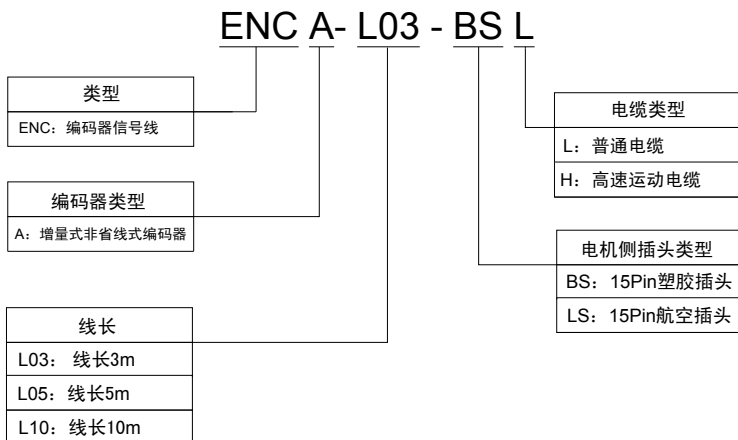 ENC A- L03 - BS L
类型
ENC：编码器信号线
编码器类型
A：增量式非省线式编码器
线长
L03： 线长3m
L05：线长5m
L10：线长10m
电缆类型
L：普通电缆
H：高速运动电缆
电机侧插头类型
BS：15Pin塑胶插头
LS：15Pin航空插头